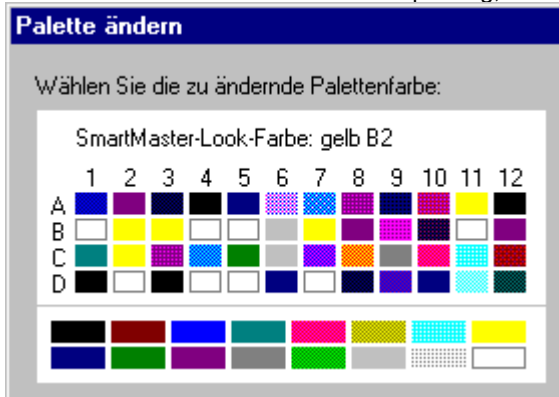 Palette ändern
Wählen Sie die zu ändernde Palettenfarbe:
SmartMaster-Look-Farbe: gelb B2
1 2 3 4 5 6 7 8 9 10 11 12
A
B
C
D